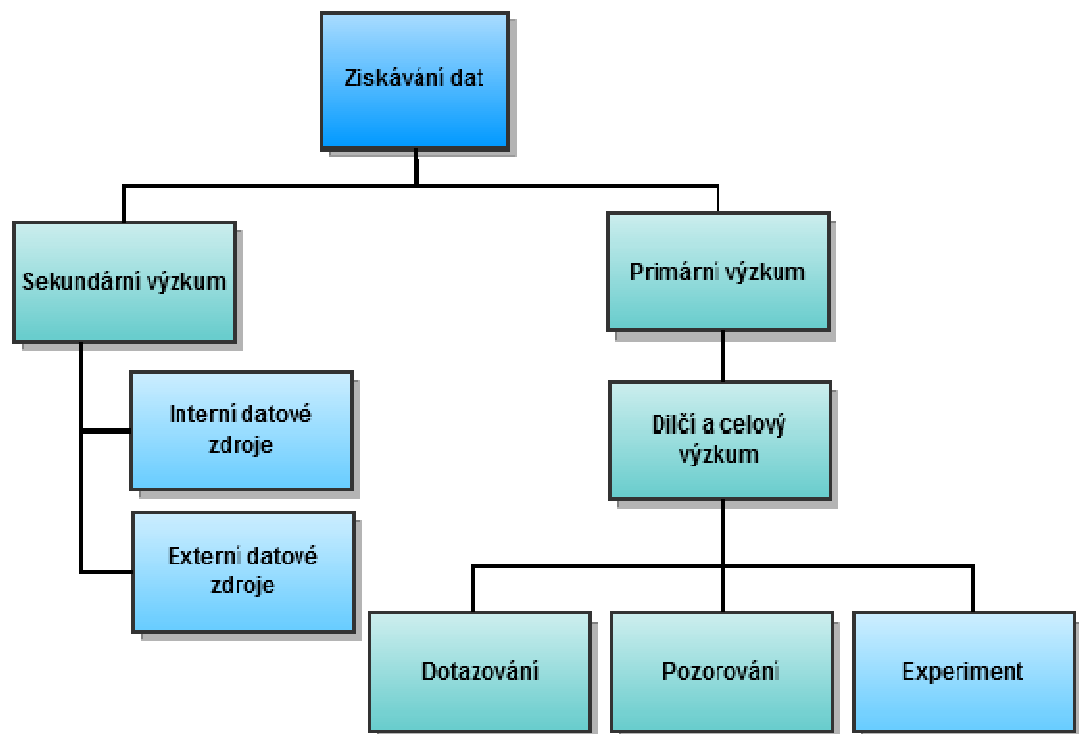 Získávání dat
Sekundární výzkum
Primární výzkum
Interní datové
zdroje
Dílčí a celový
výzkum
Externí datové
zdroje
Dotazování
Pozorování
Experiment